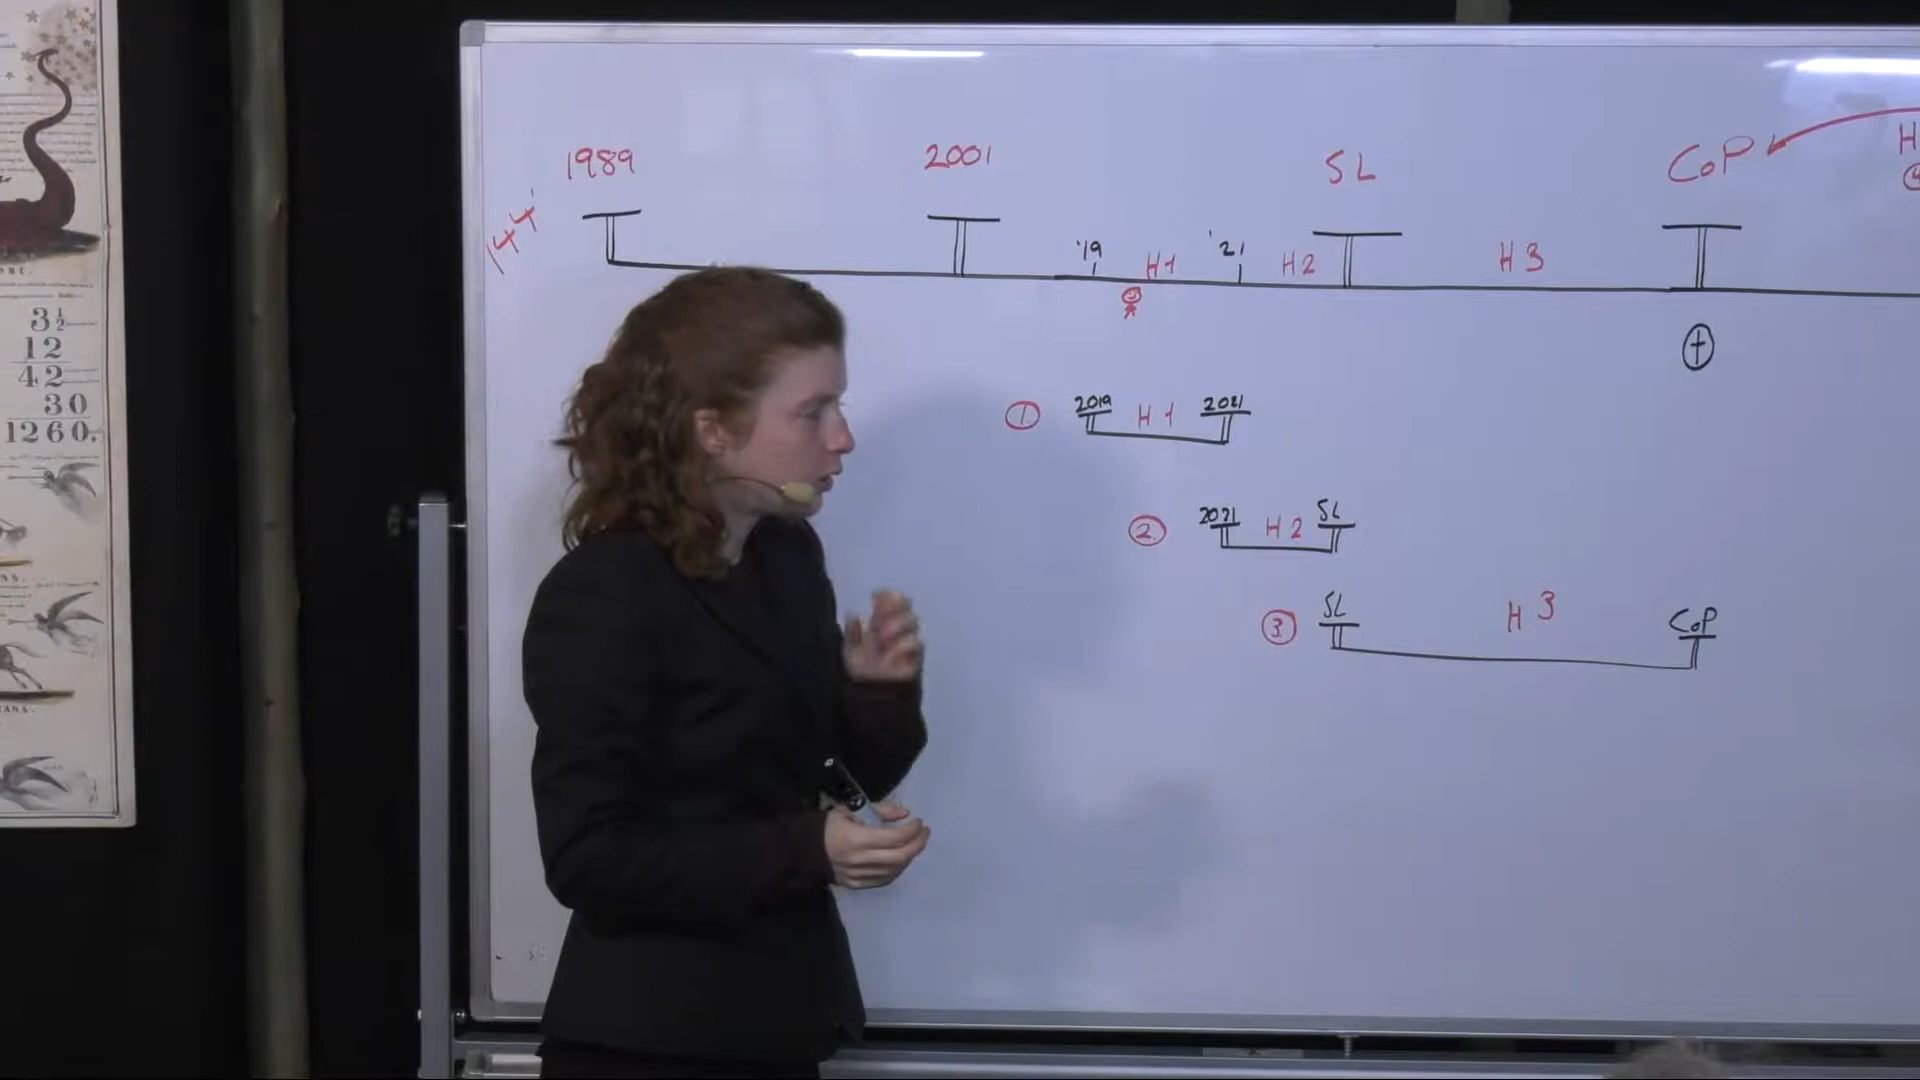 1989 2001 SL CoP H
144'
'19 H1 '21 H2 H3
1. 2019 H1 2021
2. 2021 H2 SL
3. SL H3 CoP
3½
12
42
30
1260.